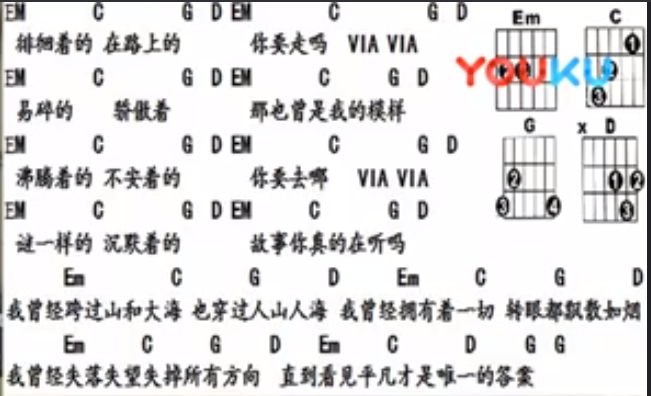 EM C G D EM C G D
徘徊着的 在路上的 你要走吗 VIA VIA
EM C G D EM C G D
易碎的 骄傲着 那也曾是我的模样
EM C G D EM C G D
沸腾着的 不安着的 你要去哪 VIA VIA
EM C G D EM C G D
谜一样的 沉默着的 故事你真的在听吗
Em C G D Em C G D
我曾经跨过山和大海 也穿过人山人海 我曾经拥有着一切 转眼都飘散如烟
Em C G D Em C D G G
我曾经失落失望失掉所有方向 直到看见平凡才是唯一的答案
Em C
1
2
3
YOUKU
G x D
2 1 2
3 4 3